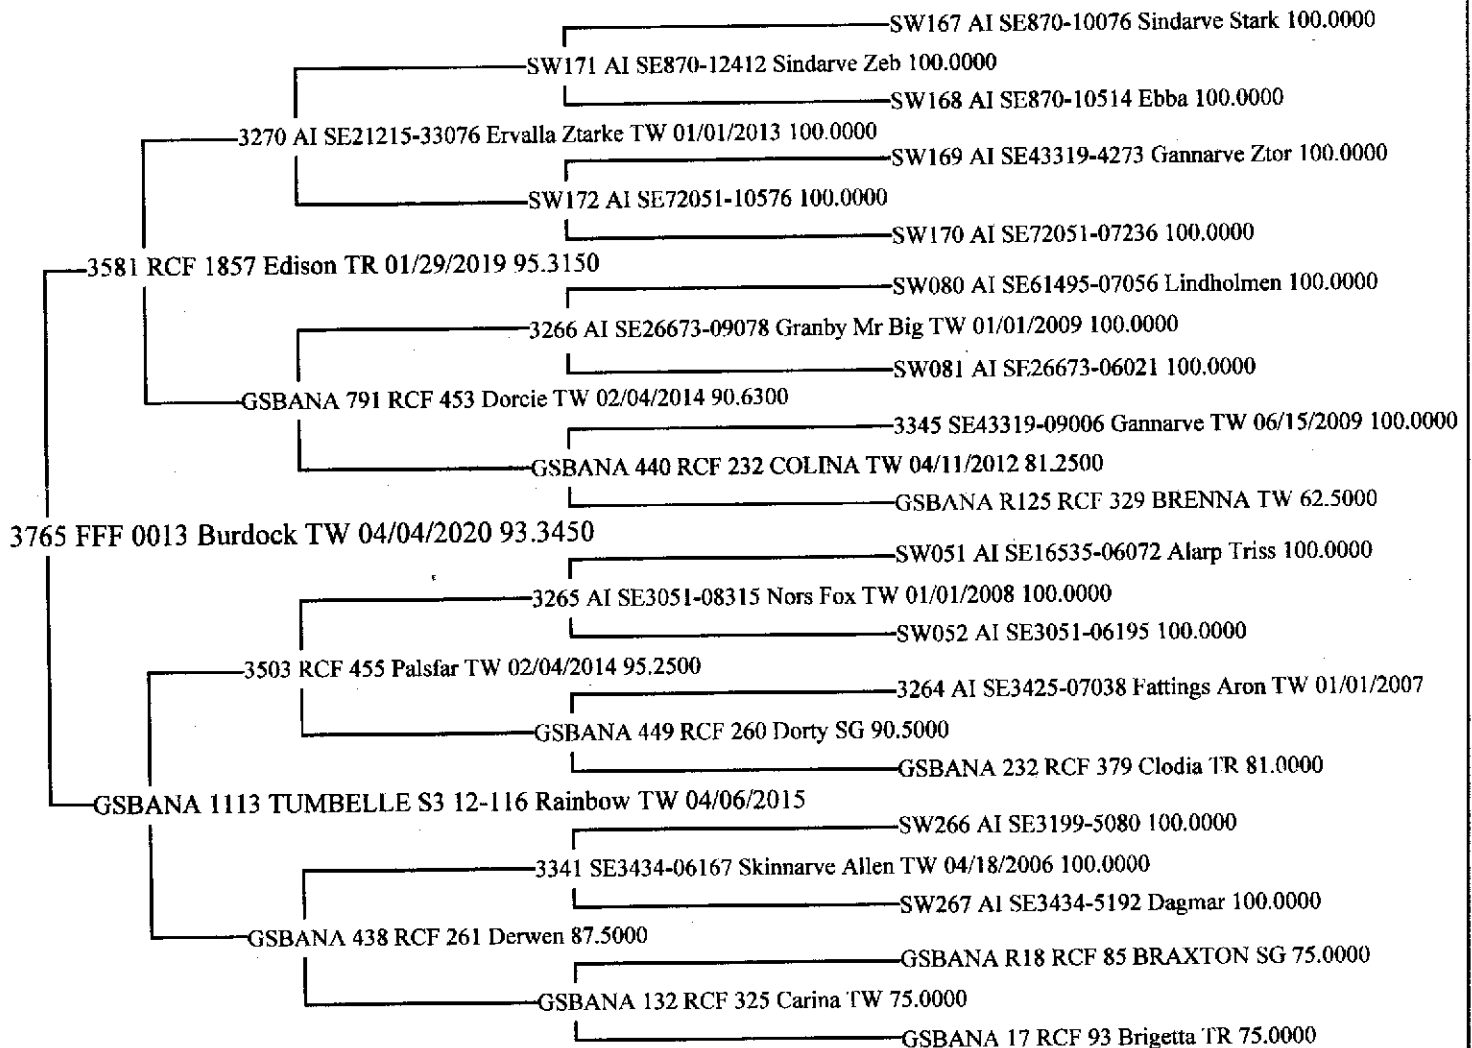 SW167 AI SE870-10076 Sindarve Stark 100.0000
SW171 AI SE870-12412 Sindarve Zeb 100.0000
SW168 AI SE870-10514 Ebba 100.0000
3270 AI SE21215-33076 Ervalla Ztarke TW 01/01/2013 100.0000
SW169 AI SE43319-4273 Gannarve Ztor 100.0000
SW172 AI SE72051-10576 100.0000
SW170 AI SE72051-07236 100.0000
3581 RCF 1857 Edison TR 01/29/2019 95.3150
SW080 AI SE61495-07056 Lindholmen 100.0000
3266 AI SE26673-09078 Granby Mr Big TW 01/01/2009 100.0000
SW081 AI SE26673-06021 100.0000
GSBANA 791 RCF 453 Dorcie TW 02/04/2014 90.6300
3345 SE43319-09006 Gannarve TW 06/15/2009 100.0000
GSBANA 440 RCF 232 COLINA TW 04/11/2012 81.2500
GSBANA R125 RCF 329 BRENNA TW 62.5000
3765 FFF 0013 Burdock TW 04/04/2020 93.3450
SW051 AI SE16535-06072 Alarp Triss 100.0000
3265 AI SE3051-08315 Nors Fox TW 01/01/2008 100.0000
SW052 AI SE3051-06195 100.0000
3503 RCF 455 Palsfar TW 02/04/2014 95.2500
3264 AI SE3425-07038 Fattings Aron TW 01/01/2007
GSBANA 449 RCF 260 Dorty SG 90.5000
GSBANA 232 RCF 379 Clodia TR 81.0000
GSBANA 1113 TUMBELLE S3 12-116 Rainbow TW 04/06/2015
SW266 AI SE3199-5080 100.0000
3341 SE3434-06167 Skinnarve Allen TW 04/18/2006 100.0000
SW267 AI SE3434-5192 Dagmar 100.0000
GSBANA 438 RCF 261 Derwen 87.5000
GSBANA R18 RCF 85 BRAXTON SG 75.0000
GSBANA 132 RCF 325 Carina TW 75.0000
GSBANA 17 RCF 93 Brigetta TR 75.0000